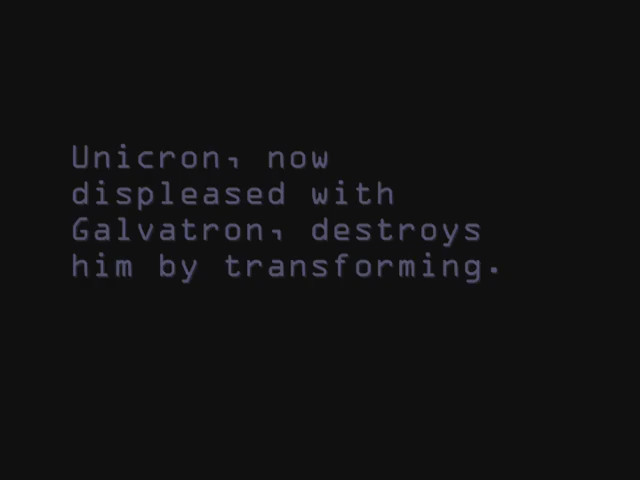 Unicron, now
displeased with
Galvatron, destroys
him by transforming.